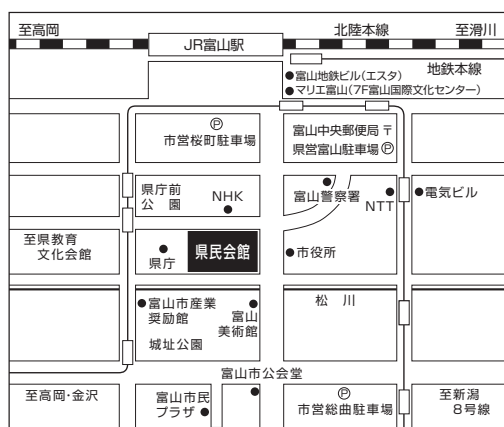 至高岡
北陸本線
至滑川
JR富山駅
地鉄本線
富山地鉄ビル(エスタ)
マリエ富山(7F富山国際文化センター)
Ⓟ
市営桜町駐車場
富山中央郵便局〒
県営富山駐車場Ⓟ
県庁前
公園
NHK
富山警察署
NTT
電気ビル
至県教育
文化会館
県庁
県民会館
市役所
富山市産業
奨励館
城址公園
富山
美術館
松川
富山市公会堂
至高岡・金沢
富山市民
プラザ
Ⓟ
市営総曲駐車場
至新潟
8号線